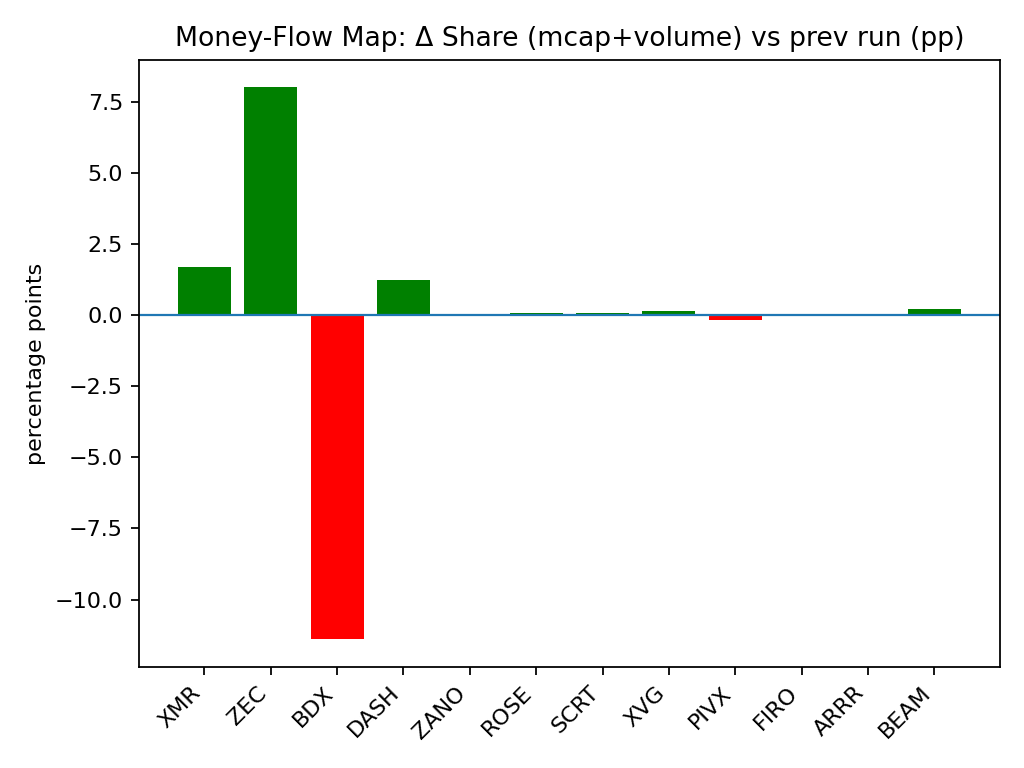 Money-Flow Map: Δ Share (mcap+volume) vs prev run (pp)
percentage points
7.5
5.0
2.5
0.0
−2.5
−5.0
−7.5
−10.0
XMR
ZEC
BDX
DASH
ZANO
ROSE
SCRT
XVG
PIVX
FIRO
ARRR
BEAM